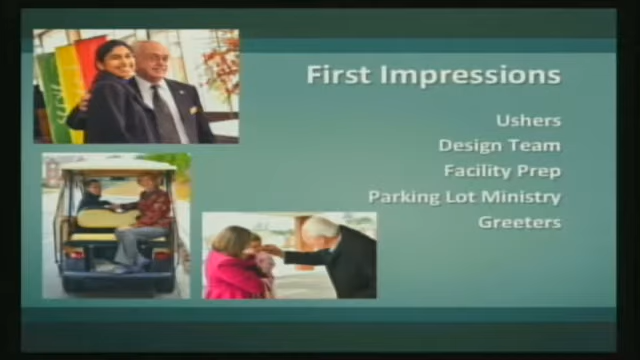 First Impressions
Ushers
Design Team
Facility Prep
Parking Lot Ministry
Greeters